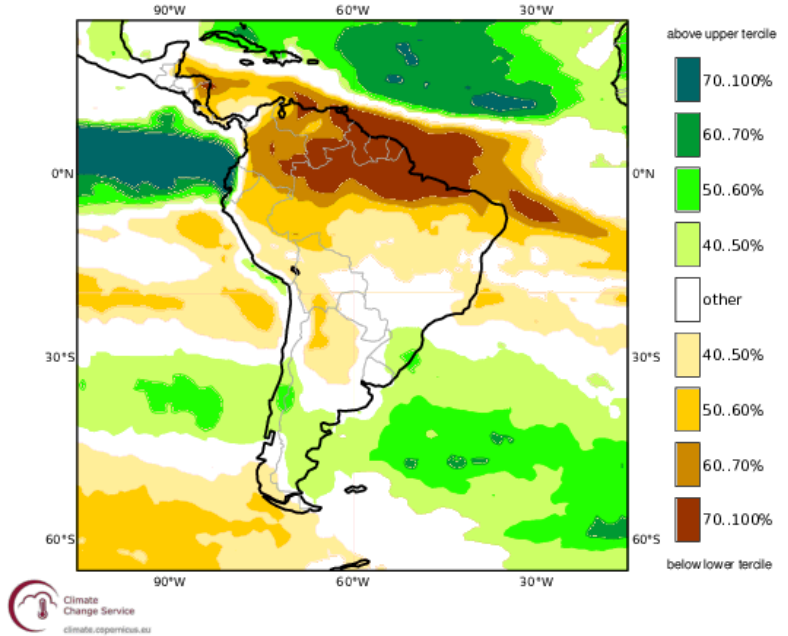 90°W 60°W 30°W
above upper tercile
70..100%
60..70%
0°N 0°N
50..60%
40..50%
other
30°S 30°S
40..50%
50..60%
60..70%
70..100%
60°S 60°S
below lower tercile
90°W 60°W 30°W
Climate
Change Service
climate.copernicus.eu